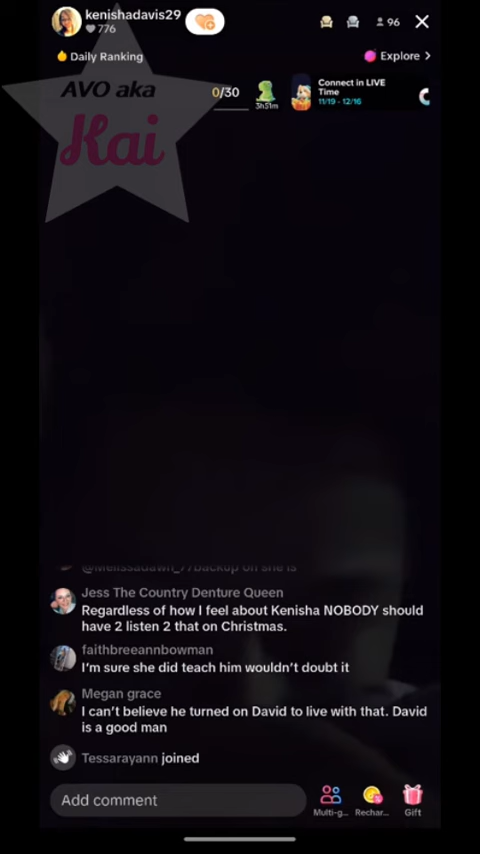 kenishadavis29
776
96
Daily Ranking
Explore
AVO aka
Kai
0/30
3h51m
Connect in LIVE
Time
11/19 - 12/16
@melissadawn_77backup oh she is
Jess The Country Denture Queen
Regardless of how I feel about Kenisha NOBODY should
have 2 listen 2 that on Christmas.
faithbreeannbowman
I'm sure she did teach him wouldn't doubt it
Megan grace
I can't believe he turned on David to live with that. David
is a good man
Tessarayann joined
Add comment
Multi-g...
Rechar...
Gift